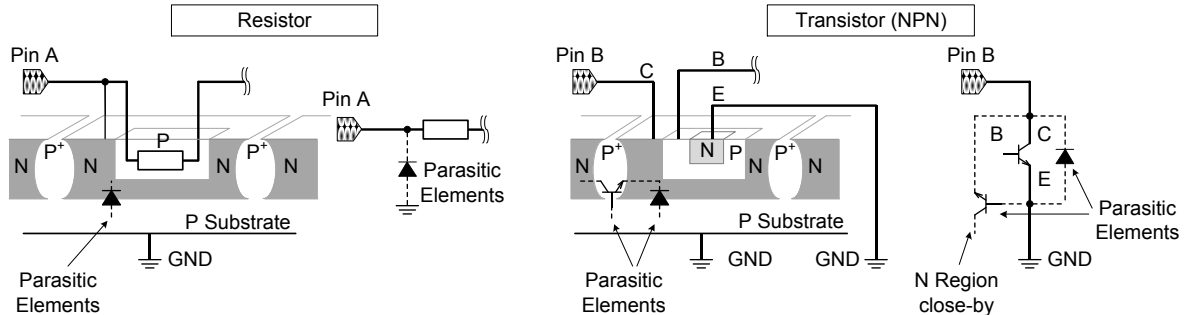 Resistor
Transistor (NPN)
Pin A
Pin B
Pin B
C
B
E
Pin A
P
N
P+
N
N
P+
N
Parasitic
Elements
N
P+
N
N
P
N
P+
N
B
C
E
P Substrate
P Substrate
GND
GND
GND
Parasitic
Elements
Parasitic
Elements
Parasitic
Elements
N Region
close-by